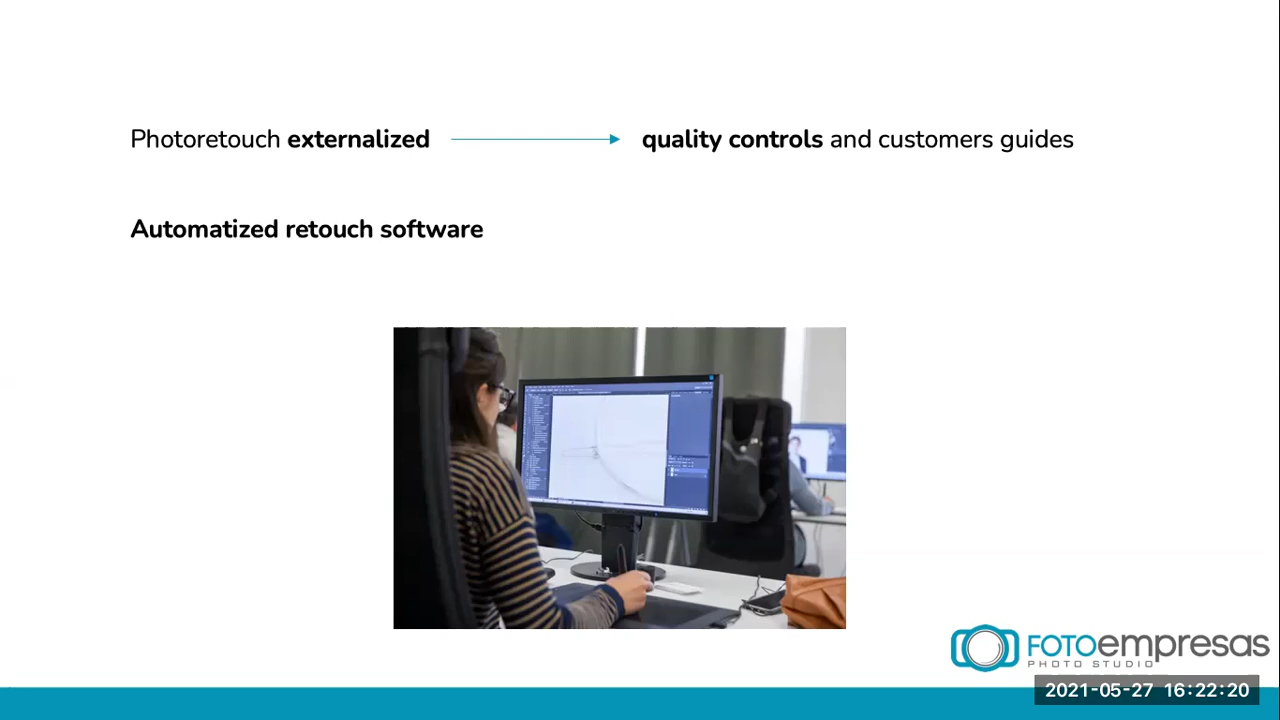 Photoretouch externalized
quality controls and customers guides
Automatized retouch software
FOTOempresas
PHOTO STUDIO
2021-05-27 16:22:20